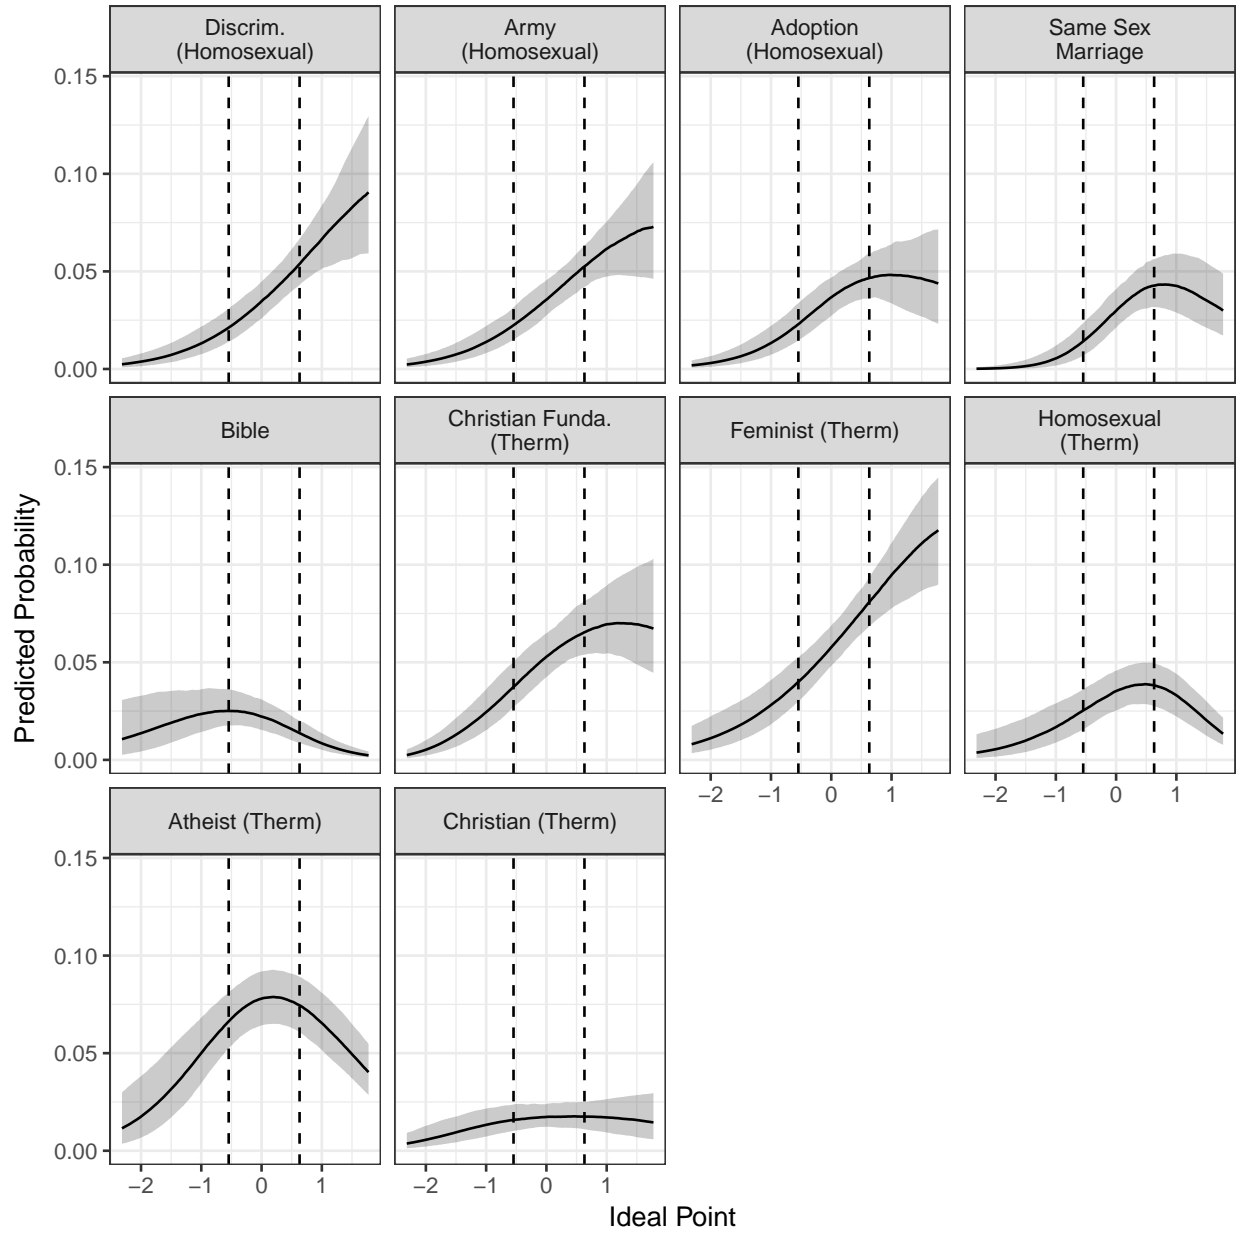 Discrim.
(Homosexual)
Army
(Homosexual)
Adoption
(Homosexual)
Same Sex
Marriage
0.15
0.10
0.05
0.00
Bible
Christian Funda.
(Therm)
Feminist (Therm)
Homosexual
(Therm)
0.15
0.10
0.05
0.00
Predicted Probability
−2 −1 0 1
−2 −1 0 1
Atheist (Therm)
Christian (Therm)
0.15
0.10
0.05
0.00
−2 −1 0 1
−2 −1 0 1
Ideal Point